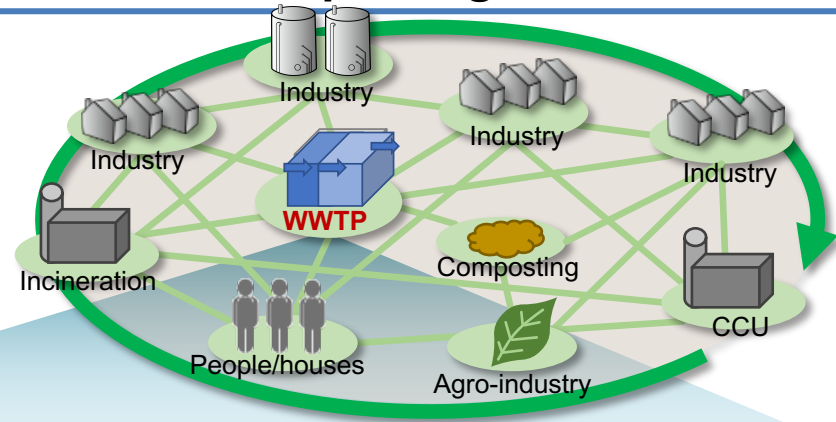 Industry
Industry
Industry
Industry
WWTP
Composting
Incineration
CCU
People/houses
Agro-industry